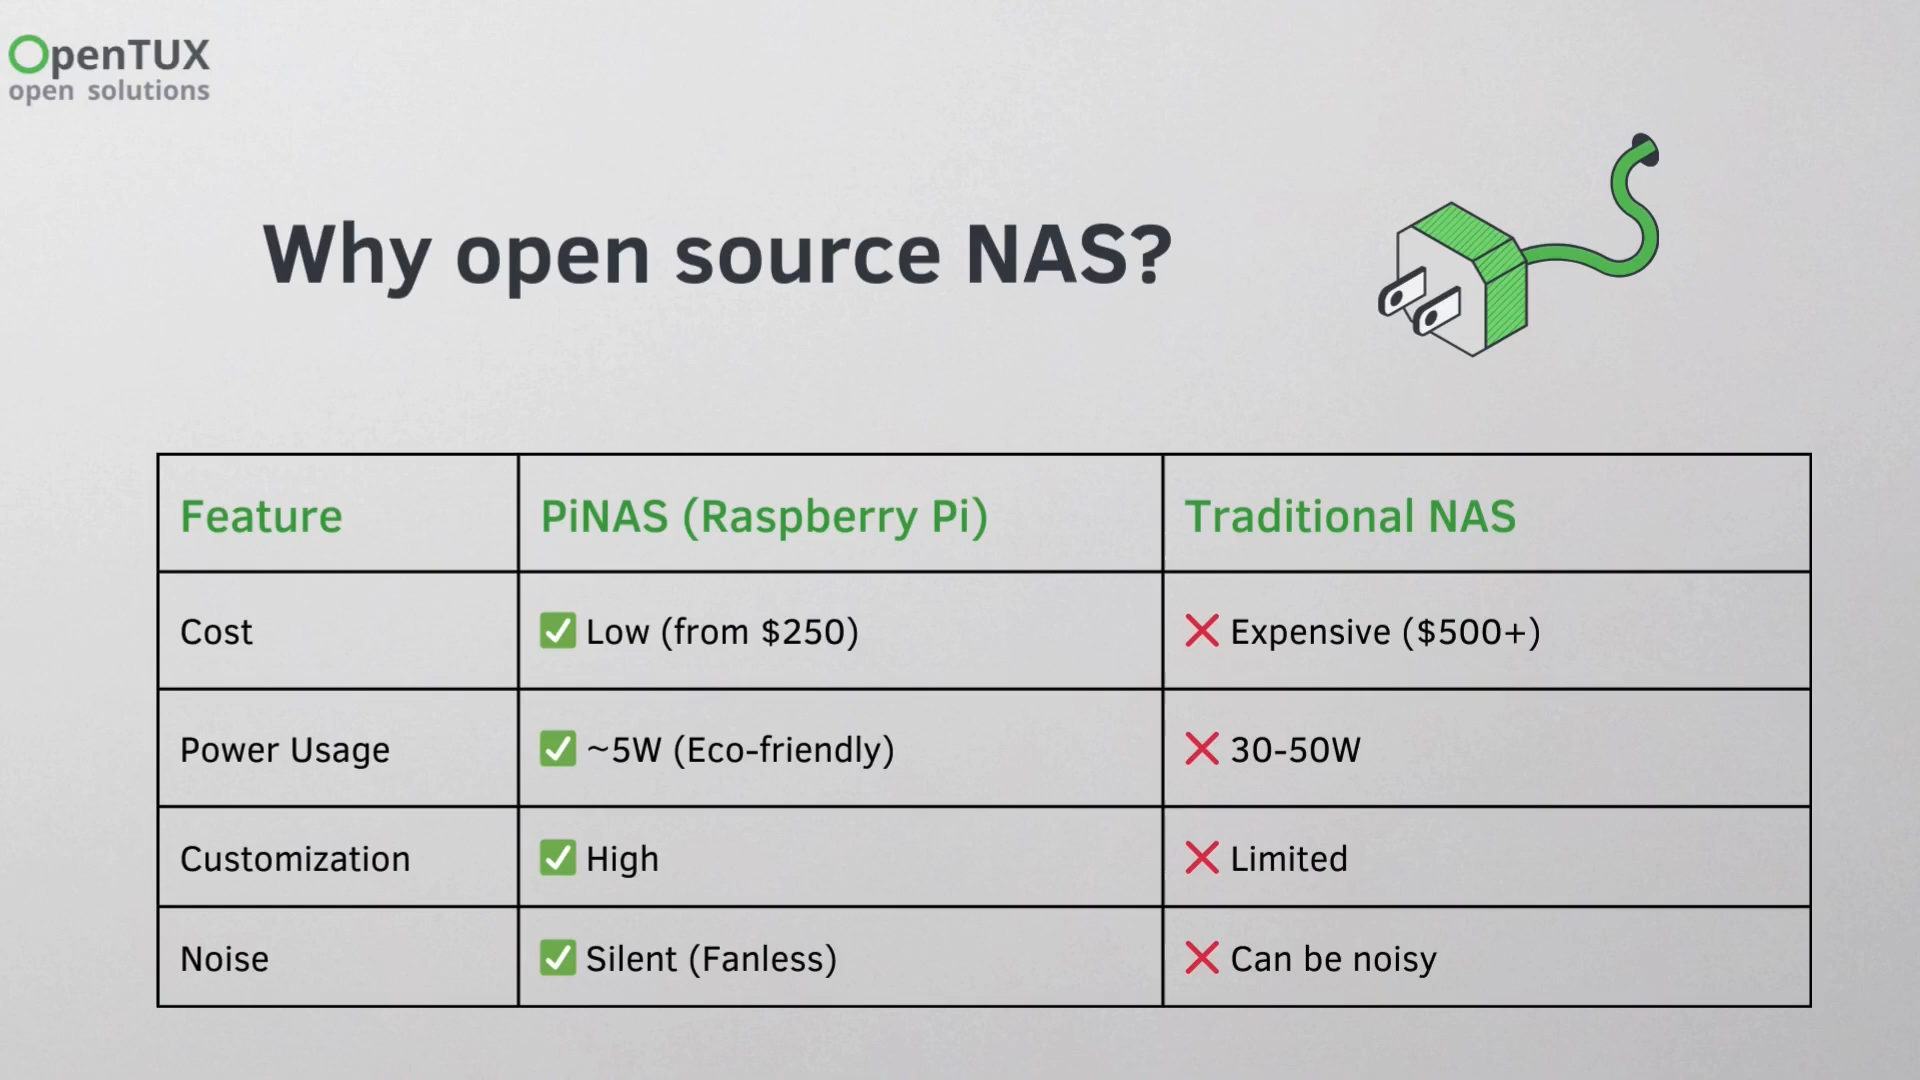 OpenTUX
open solutions
Why open source NAS?
Feature PiNAS (Raspberry Pi) Traditional NAS
Cost ✅ Low (from $250) ❌ Expensive ($500+)
Power Usage ✅ ~5W (Eco-friendly) ❌ 30-50W
Customization ✅ High ❌ Limited
Noise ✅ Silent (Fanless) ❌ Can be noisy